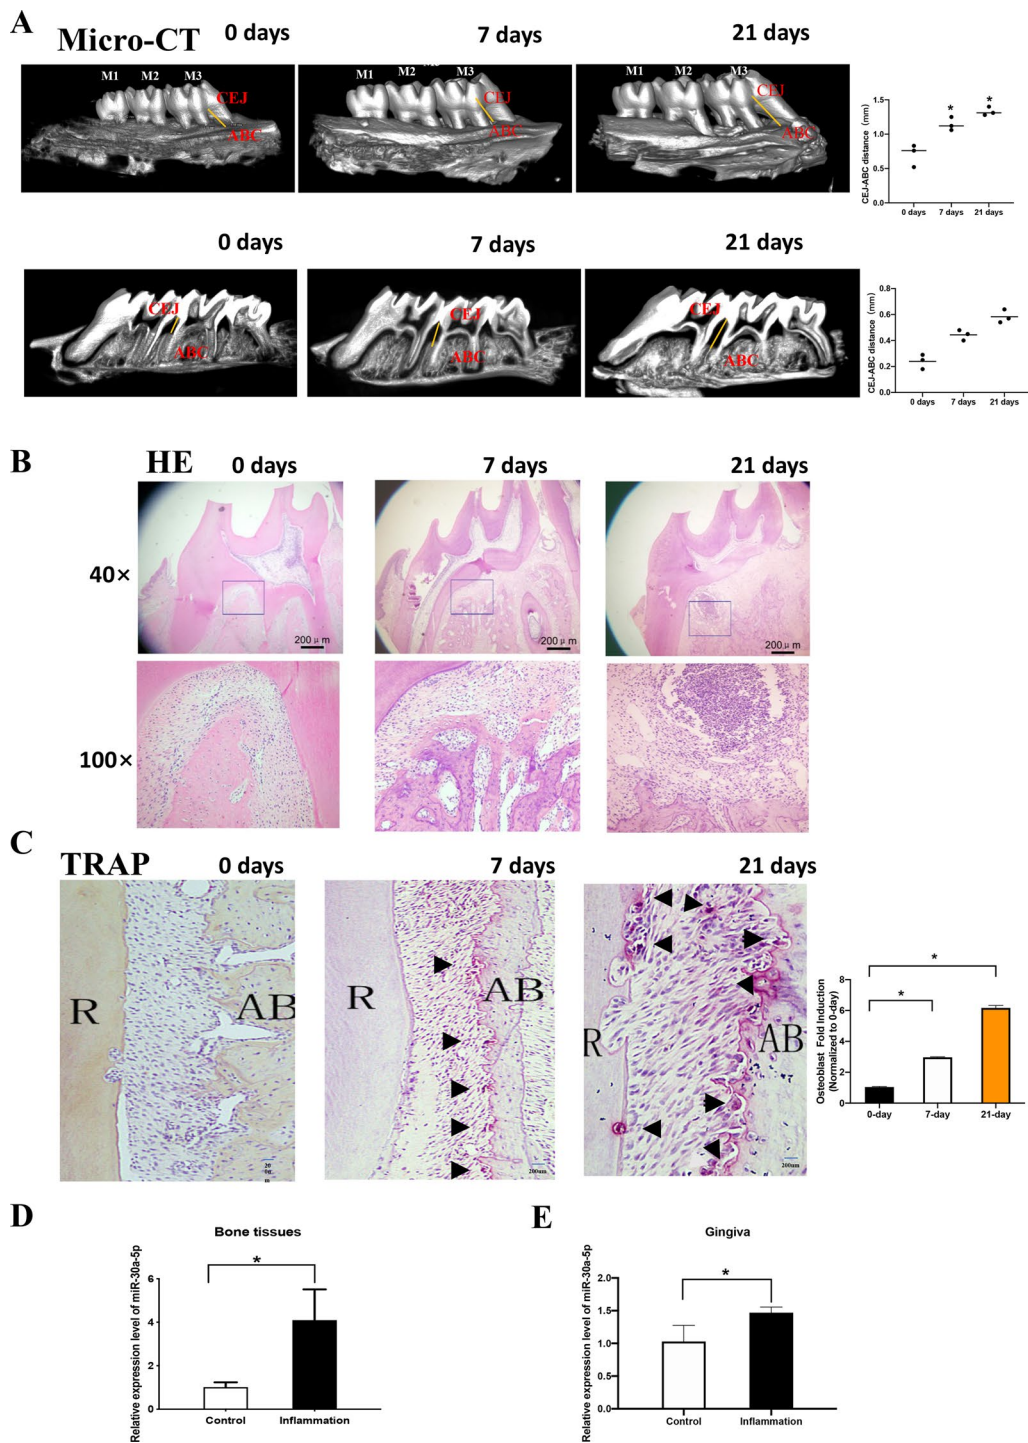 A
Micro-CT
0 days
7 days
21 days
M1 M2 M3
CEJ
ABC
M1 M2 M3
CEJ
ABC
M1 M2 M3
CEJ
ABC
CEJ-ABC distance (mm)
1.5
1.0
0.5
0.0
*
*
0 days
7 days
21 days
0 days
7 days
21 days
CEJ
ABC
CEJ
ABC
CEJ
ABC
CEJ-ABC distance (mm)
0.8
0.6
0.4
0.2
0.0
0 days
7 days
21 days
B
HE
0 days
7 days
21 days
40×
200 μm
200 μm
200 μm
100×
C
TRAP
0 days
7 days
21 days
R
AB
R
AB
200um
R
AB
200um
Osteoblast Fold Induction
(Normalized to 0-day)
8
6
4
2
0
*
*
0-day
7-day
21-day
D
Bone tissues
Relative expression level of miR-30a-5p
6
4
2
0
*
Control
Inflammation
E
Gingiva
Relative expression level of miR-30a-5p
2.0
1.5
1.0
0.5
0.0
*
Control
Inflammation